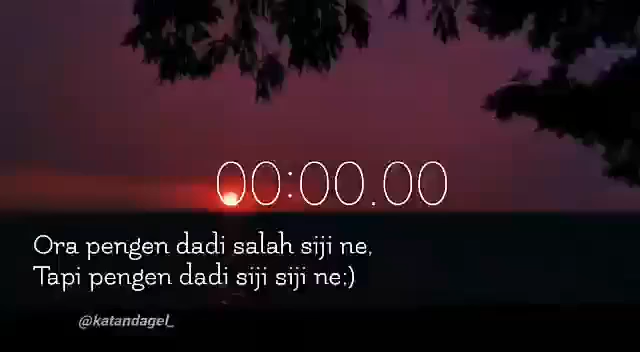 00:00.00
Ora pengen dadi salah siji ne,
Tapi pengen dadi siji siji ne:)
@katandagel_